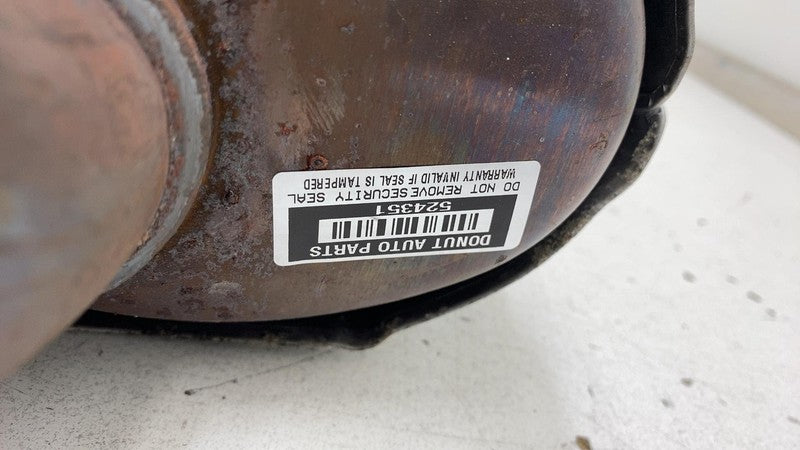 DONUT AUTO PARTS
524351
DO NOT REMOVE SECURITY SEAL
WARRANTY INVALID IF SEAL IS TAMPERED